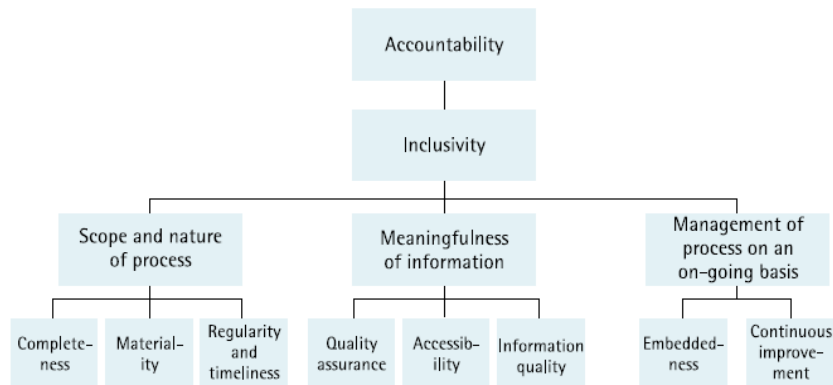 Accountability
Inclusivity
Scope and nature
of process
Meaningfulness
of information
Management of
process on an
on-going basis
Complete-
ness
Material-
ity
Regularity
and
timeliness
Quality
assurance
Accessib-
ility
Information
quality
Embedded-
ness
Continuous
improve-
ment